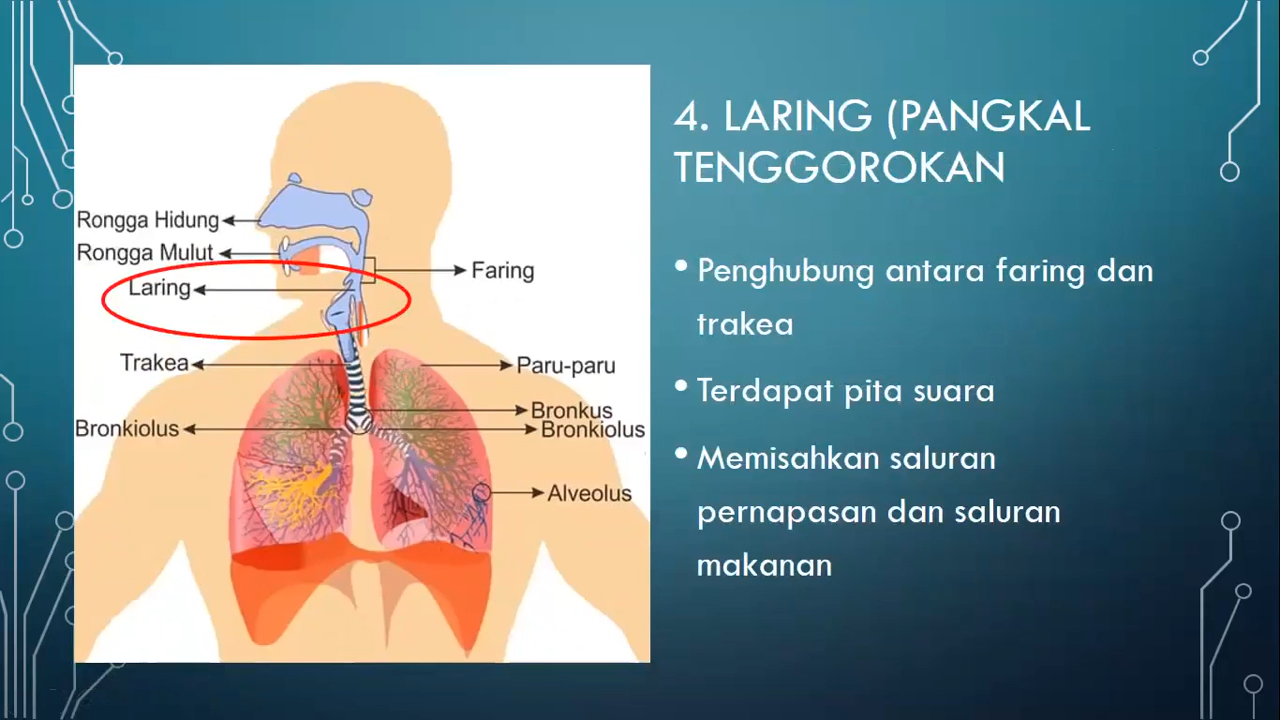 4. LARING (PANGKAL
TENGGOROKAN
Rongga Hidung
Rongga Mulut
Laring
Faring
Trakea
Paru-paru
Bronkus
Bronkiolus
Bronkiolus
Alveolus
• Penghubung antara faring dan
trakea
• Terdapat pita suara
• Memisahkan saluran
pernapasan dan saluran
makanan